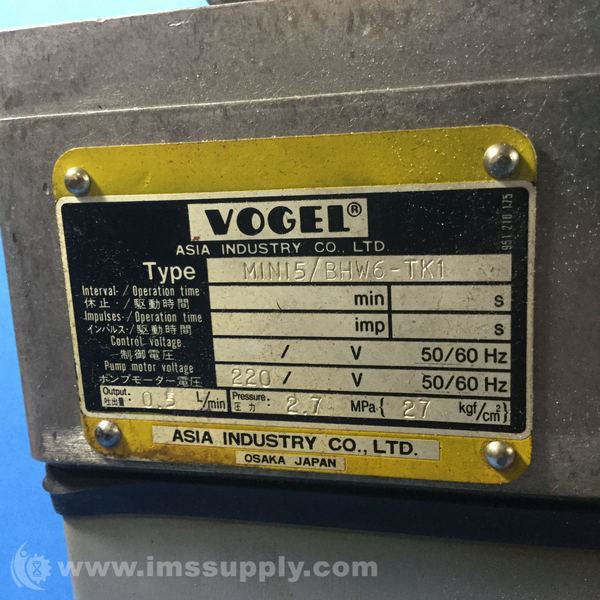 VOGEL®
ASIA INDUSTRY CO., LTD.
Type MINI5/BHW6-TK1
Interval-/Operation time
休止-/駆動時間 min s
Impulses-/Operation time
インパルス-/駆動時間 imp s
Control voltage
制御電圧 / V 50/60 Hz
Pump motor voltage
ポンプモーター電圧 220 / V 50/60 Hz
Output: Pressure:
吐出量: 0.5 L/min 圧力: 2.7 MPa { 27 kgf/cm² }
951 210 175
ASIA INDUSTRY CO., LTD.
OSAKA JAPAN
www.imssupply.com